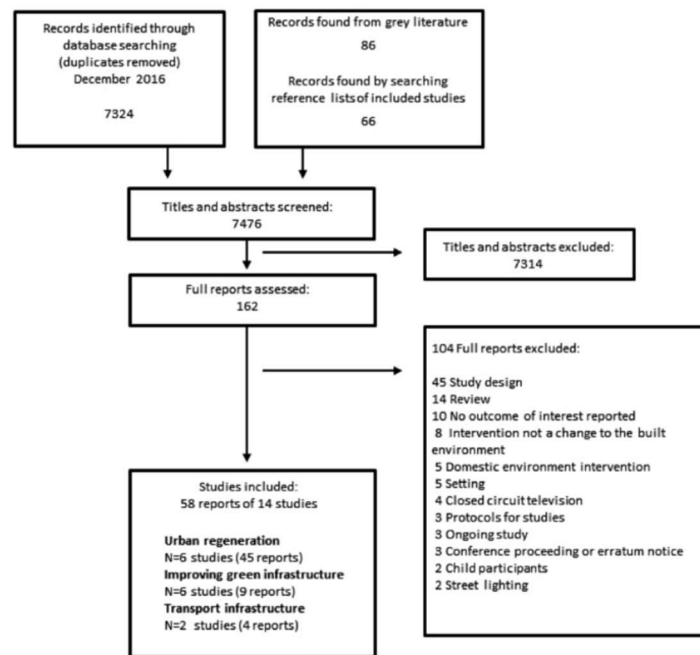 Records identified through
database searching
(duplicates removed)
December 2016
7324
Records found from grey literature
86
Records found by searching
reference lists of included studies
66
Titles and abstracts screened:
7476
Titles and abstracts excluded:
7314
Full reports assessed:
162
104 Full reports excluded:
45 Study design
14 Review
10 No outcome of interest reported
8 Intervention not a change to the built
environment
5 Domestic environment intervention
5 Setting
4 Closed circuit television
3 Protocols for studies
3 Ongoing study
3 Conference proceeding or erratum notice
2 Child participants
2 Street lighting
Studies included:
58 reports of 14 studies
Urban regeneration
N=6 studies (45 reports)
Improving green infrastructure
N=6 studies (9 reports)
Transport infrastructure
N=2 studies (4 reports)